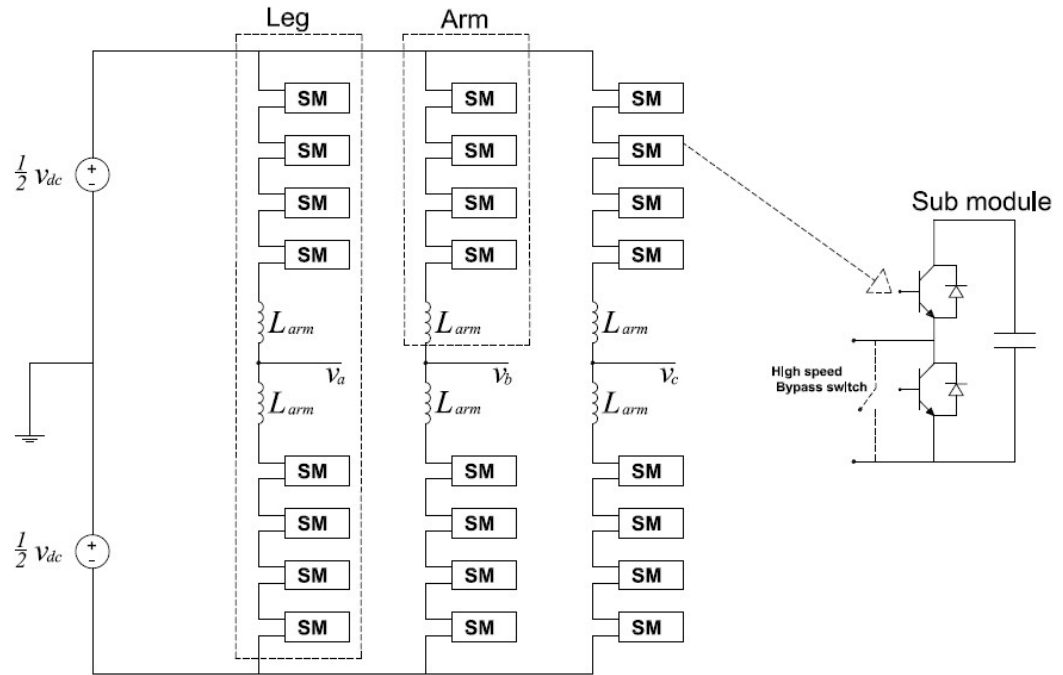 Leg
Arm
SM SM SM
SM SM SM
SM SM SM
SM SM SM
1/2 vdc
Sub module
Larm Larm Larm
va vb vc
High speed
Bypass switch
Larm Larm Larm
SM SM SM
SM SM SM
1/2 vdc
SM SM SM
SM SM SM
+
-
+
-